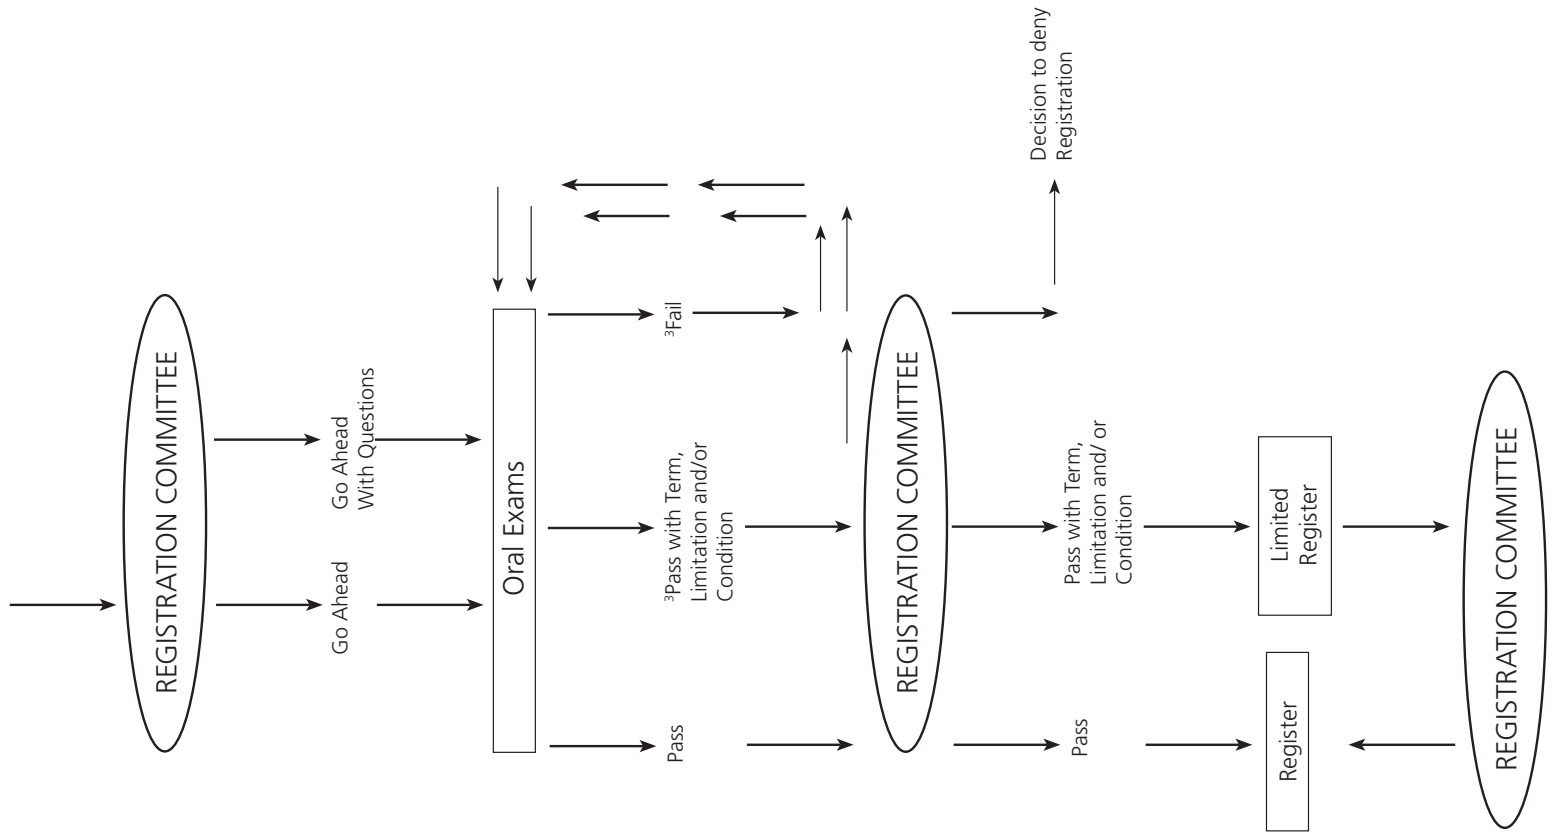 REGISTRATION COMMITTEE
Go Ahead
Go Ahead
With Questions
Oral Exams
Pass
³Pass with Term,
Limitation and/or
Condition
³Fail
REGISTRATION COMMITTEE
Pass
Pass with Term,
Limitation and/ or
Condition
Decision to deny
Registration
Register
Limited
Register
REGISTRATION COMMITTEE